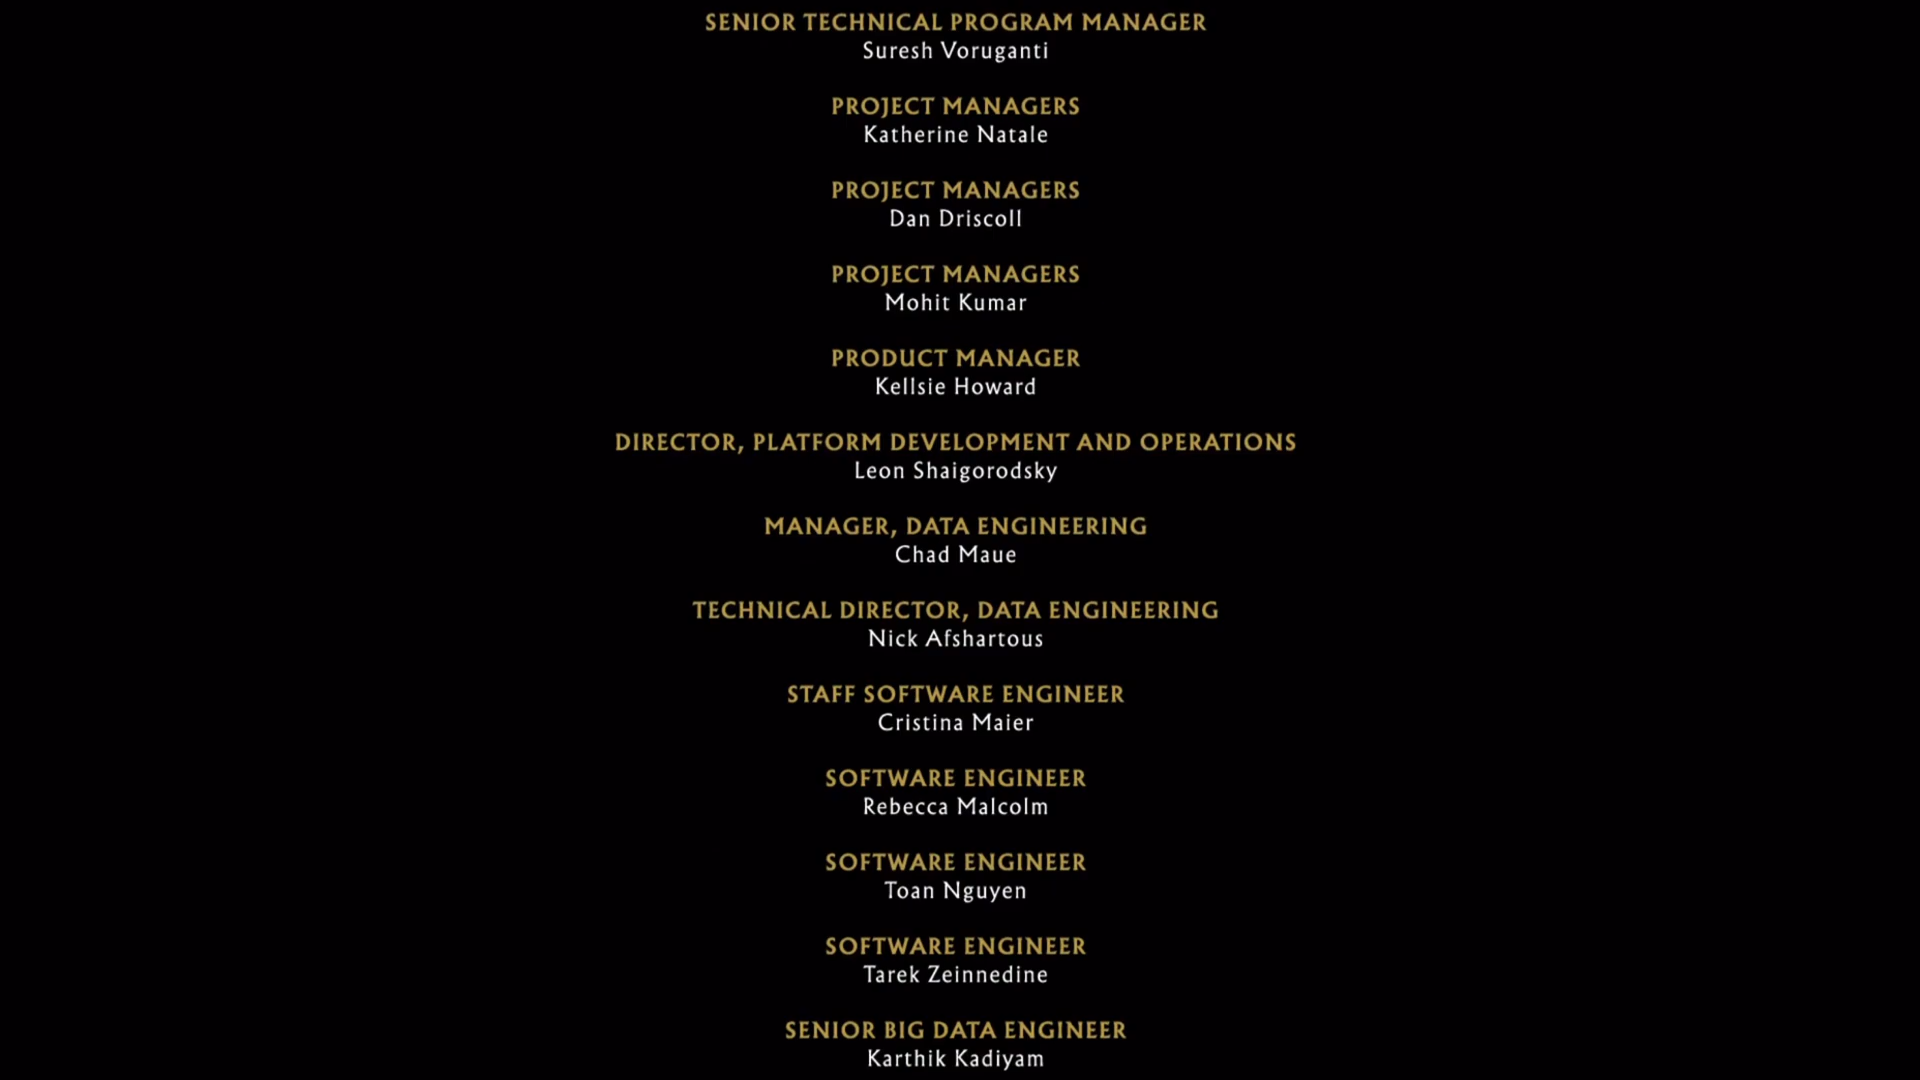 SENIOR TECHNICAL PROGRAM MANAGER
Suresh Voruganti
PROJECT MANAGERS
Katherine Natale
PROJECT MANAGERS
Dan Driscoll
PROJECT MANAGERS
Mohit Kumar
PRODUCT MANAGER
Kellsie Howard
DIRECTOR, PLATFORM DEVELOPMENT AND OPERATIONS
Leon Shaigorodsky
MANAGER, DATA ENGINEERING
Chad Maue
TECHNICAL DIRECTOR, DATA ENGINEERING
Nick Afshartous
STAFF SOFTWARE ENGINEER
Cristina Maier
SOFTWARE ENGINEER
Rebecca Malcolm
SOFTWARE ENGINEER
Toan Nguyen
SOFTWARE ENGINEER
Tarek Zeinnedine
SENIOR BIG DATA ENGINEER
Karthik Kadiyam